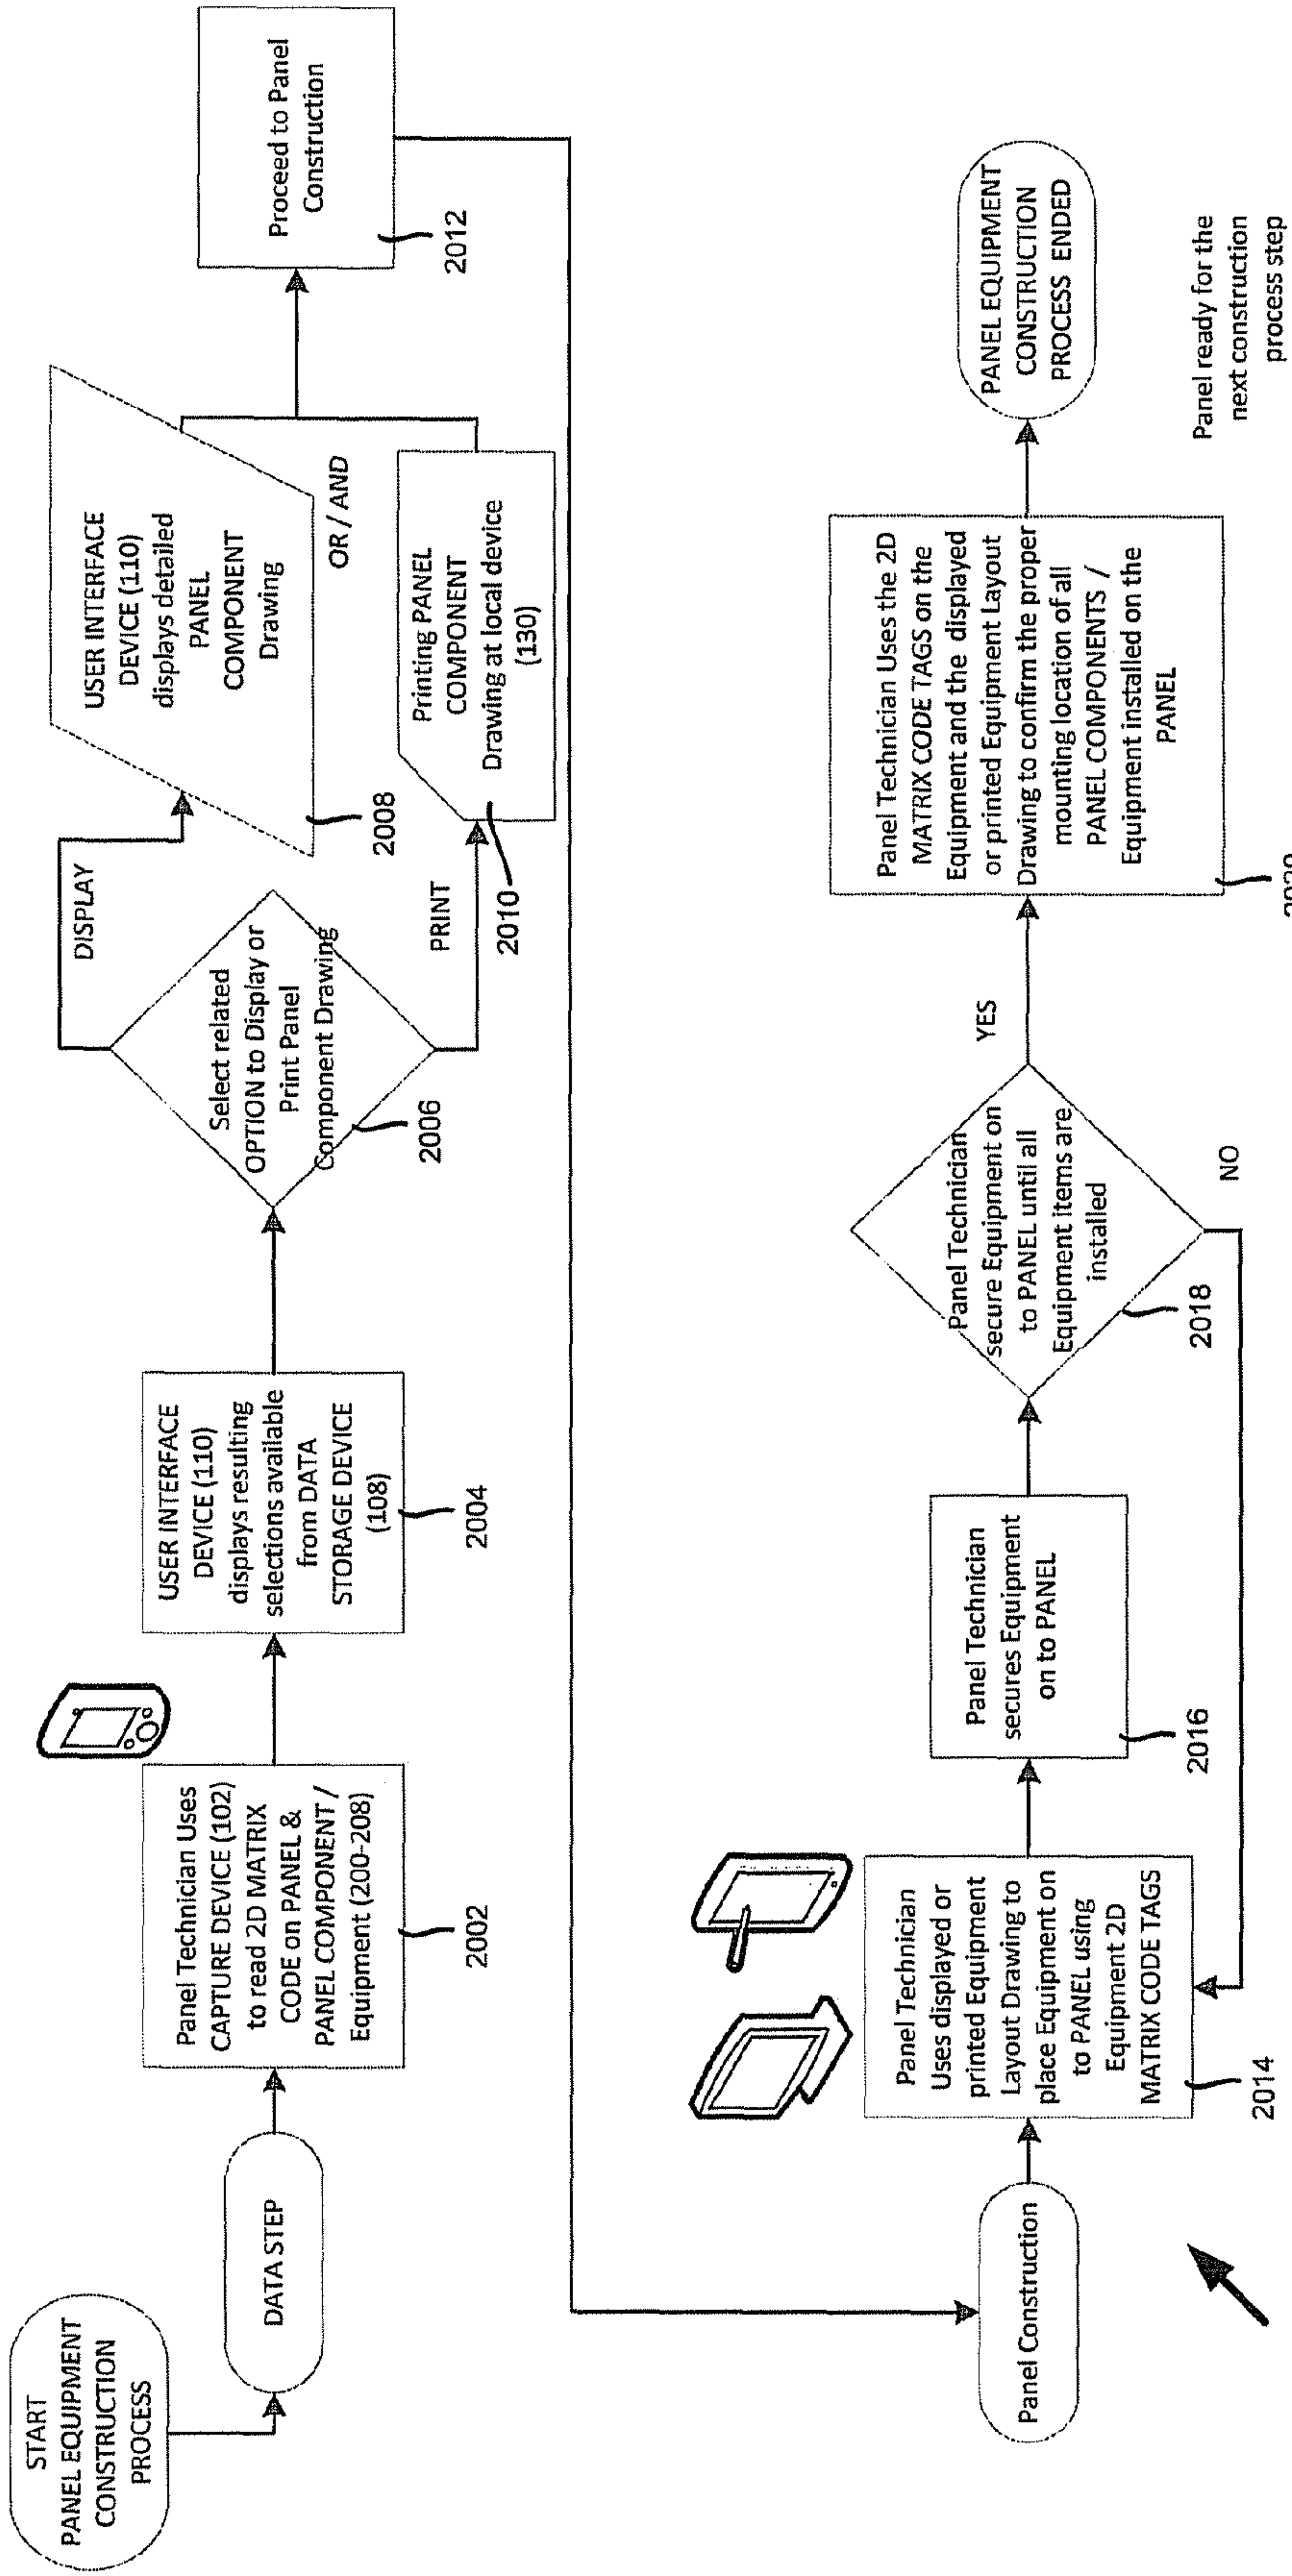 START
PANEL EQUIPMENT
CONSTRUCTION
PROCESS
DATA STEP
Panel Technician Uses
CAPTURE DEVICE (102)
to read 2D MATRIX
CODE on PANEL &
PANEL COMPONENT /
Equipment (200-208)
2002
USER INTERFACE
DEVICE (110)
displays resulting
selections available
from DATA
STORAGE DEVICE
(108)
2004
Select related
OPTION to Display or
Print Panel
Component Drawing
2006
DISPLAY
PRINT
USER INTERFACE
DEVICE (110)
displays detailed
PANEL
COMPONENT
Drawing
2008
OR / AND
Printing PANEL
COMPONENT
Drawing at local device
(130)
2010
Proceed to Panel
Construction
2012
Panel Construction
Panel Technician
Uses displayed or
printed Equipment
Layout Drawing to
place Equipment on
to PANEL using
Equipment 2D
MATRIX CODE TAGS
2014
Panel Technician
secures Equipment
on to PANEL
2016
Panel Technician
secure Equipment on
to PANEL until all
Equipment items are
installed
2018
YES
NO
Panel Technician Uses the 2D
MATRIX CODE TAGS on the
Equipment and the displayed
or printed Equipment Layout
Drawing to confirm the proper
mounting location of all
PANEL COMPONENTS /
Equipment installed on the
PANEL
PANEL EQUIPMENT
CONSTRUCTION
PROCESS ENDED
Panel ready for the
next construction
process step